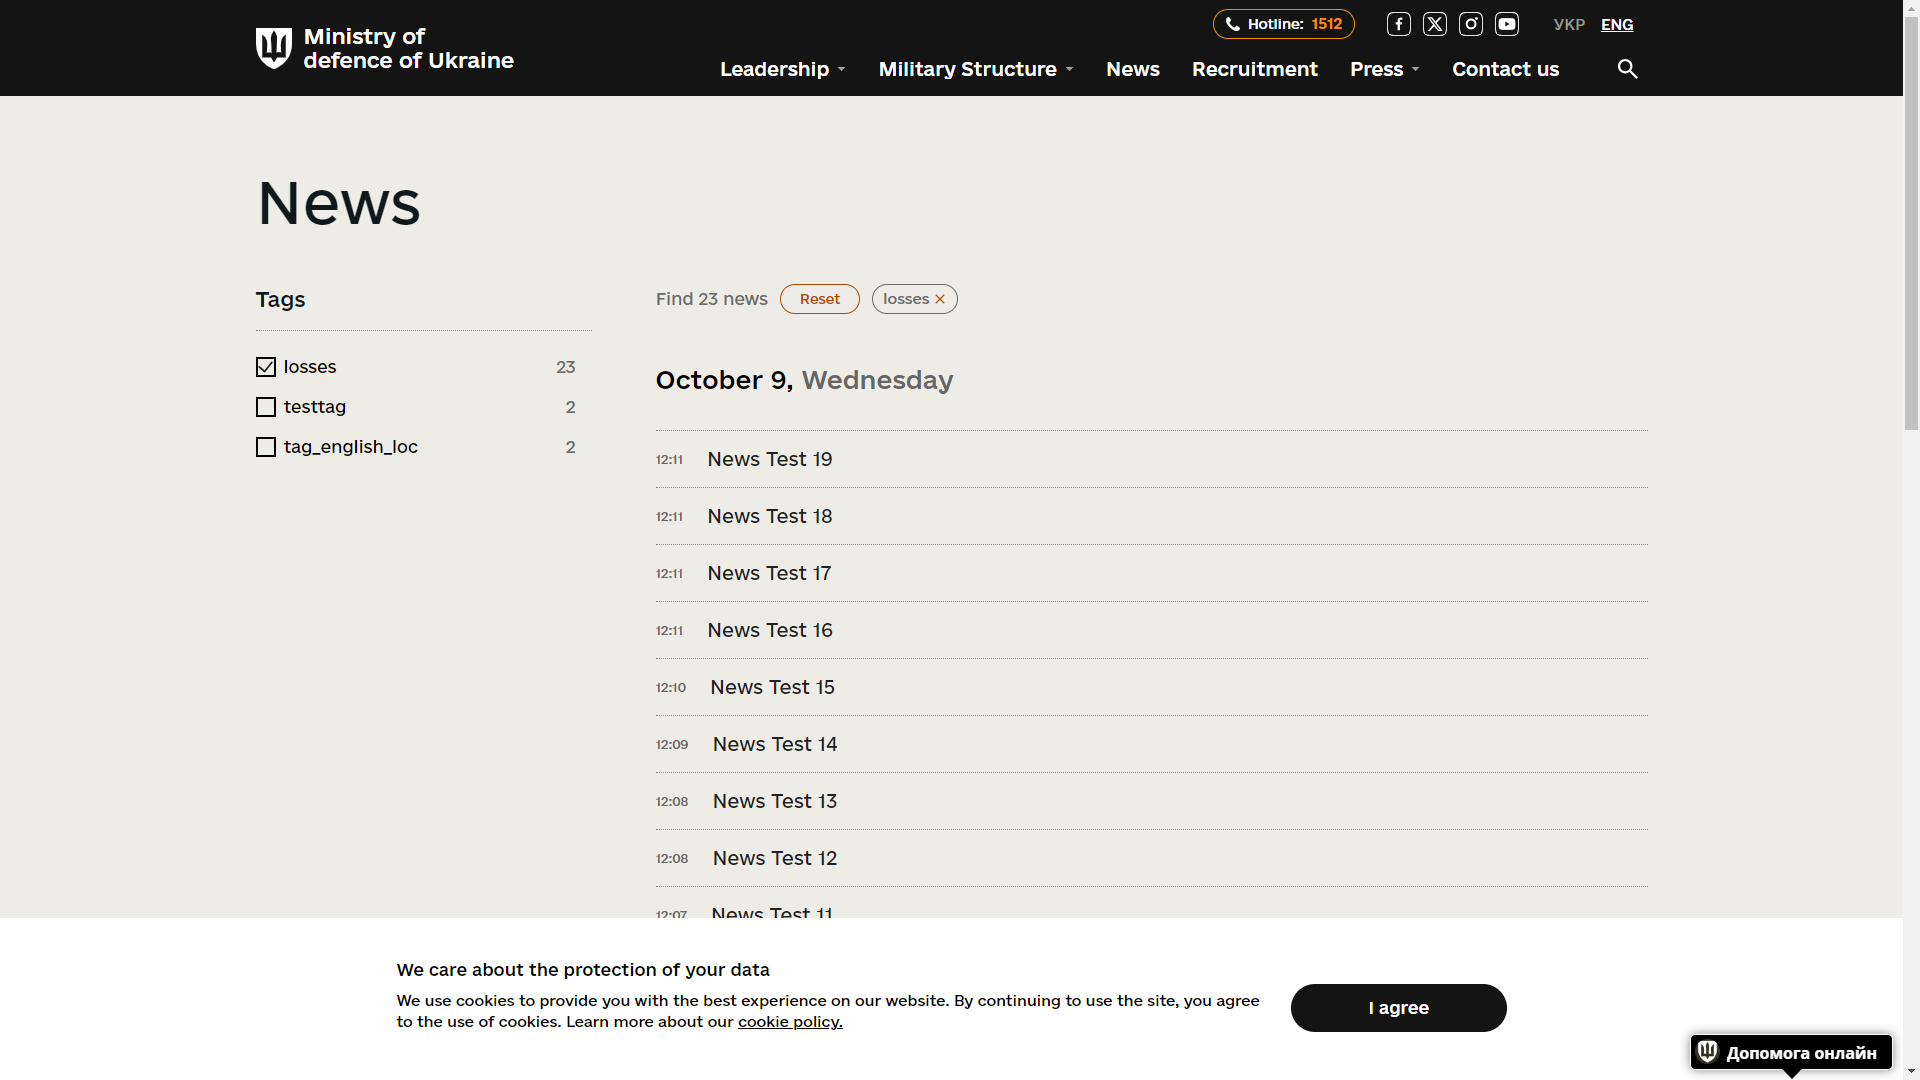 Ministry of
defence of Ukraine
Hotline: 1512
УКР ENG
Leadership Military Structure News Recruitment Press Contact us
News
Tags
losses 23
testtag 2
tag_english_loc 2
Find 23 news Reset losses
October 9, Wednesday
12:11 News Test 19
12:11 News Test 18
12:11 News Test 17
12:11 News Test 16
12:10 News Test 15
12:09 News Test 14
12:08 News Test 13
12:08 News Test 12
12:07 News Test 11
We care about the protection of your data
We use cookies to provide you with the best experience on our website. By continuing to use the site, you agree
to the use of cookies. Learn more about our cookie policy.
I agree
Допомога онлайн